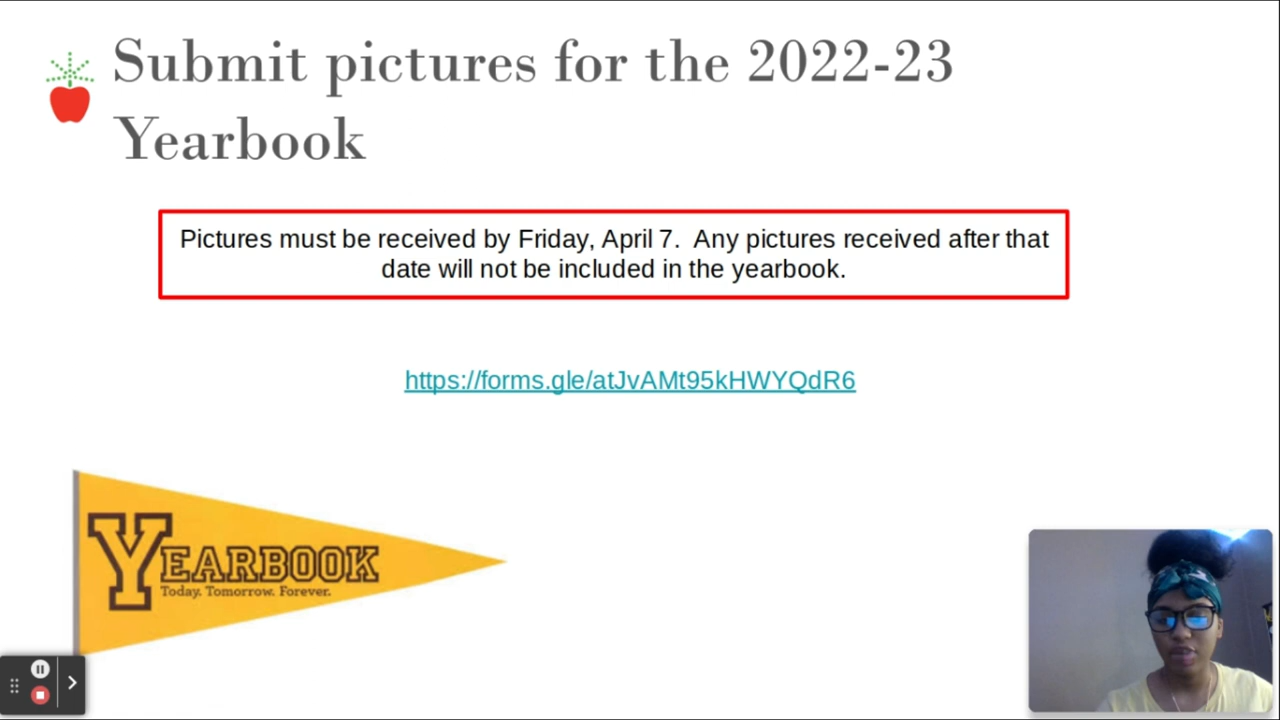 Submit pictures for the 2022-23
Yearbook
Pictures must be received by Friday, April 7.  Any pictures received after that
date will not be included in the yearbook.
https://forms.gle/atJvAMt95kHWYQdR6
YEARBOOK
Today. Tomorrow. Forever.